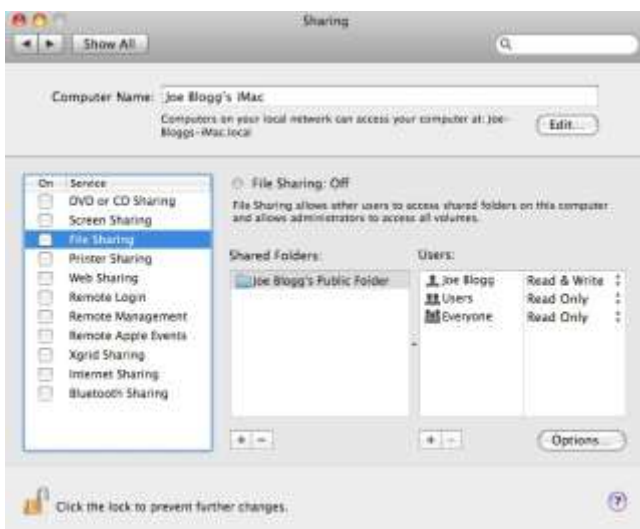 Sharing
Show All
Computer Name: Joe Blogg's iMac
Computers on your local network can access your computer at: Joe-
Bloggs-iMac.local
Edit...
On Service
DVD or CD Sharing
Screen Sharing
File Sharing
Printer Sharing
Web Sharing
Remote Login
Remote Management
Remote Apple Events
Xgrid Sharing
Internet Sharing
Bluetooth Sharing
File Sharing: Off
File Sharing allows other users to access shared folders on this computer
and allows administrators to access all volumes.
Shared Folders:
Joe Blogg's Public Folder
Users:
Joe Blogg Read & Write
Users Read Only
Everyone Read Only
+ -
+ -
Options...
Click the lock to prevent further changes.
?